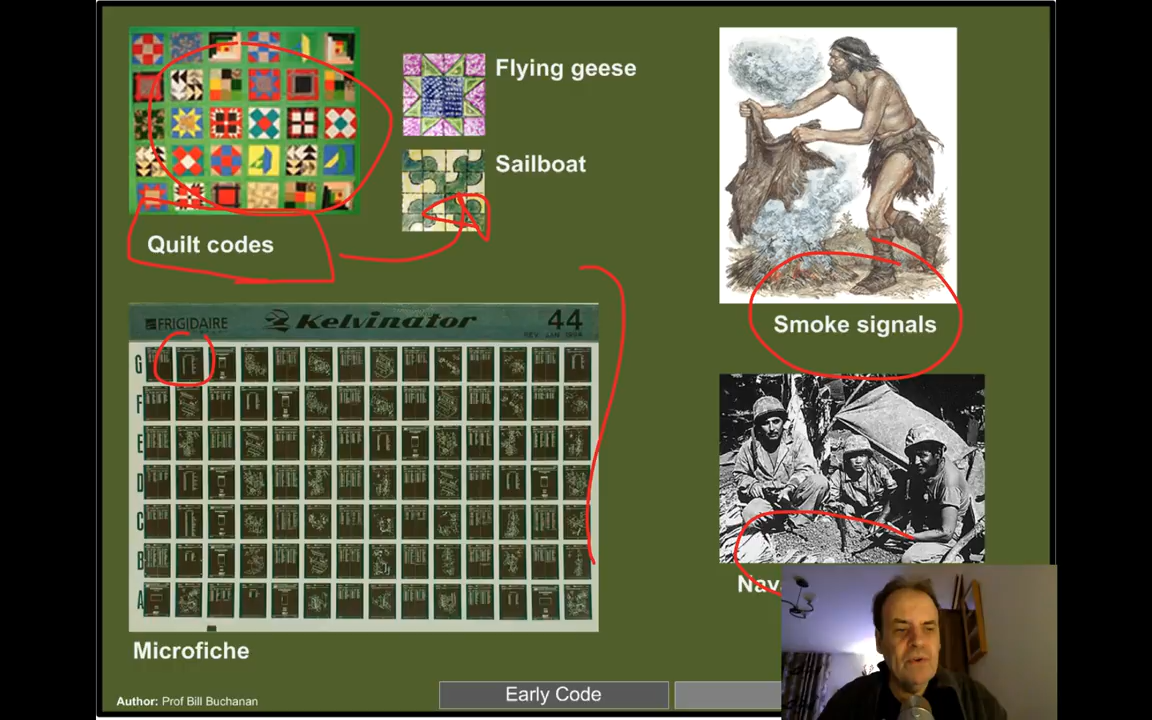 Flying geese
Sailboat
Quilt codes
Smoke signals
FRIGIDAIRE
Kelvinator
44
G
F
E
D
C
B
A
Microfiche
Author: Prof Bill Buchanan
Early Code